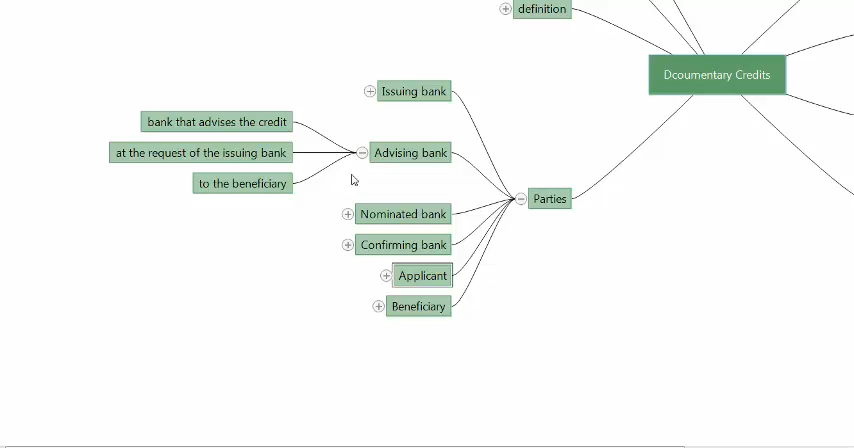 definition
Dcoumentary Credits
Issuing bank
bank that advises the credit
at the request of the issuing bank
Advising bank
to the beneficiary
Parties
Nominated bank
Confirming bank
Applicant
Beneficiary